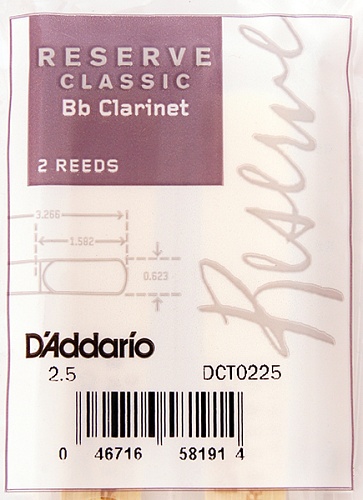 RESERVE
CLASSIC
Bb Clarinet
2 REEDS
Reserve
3.266
1.582
0.623
D'Addario
2.5 DCT0225
0 46716 58191 4